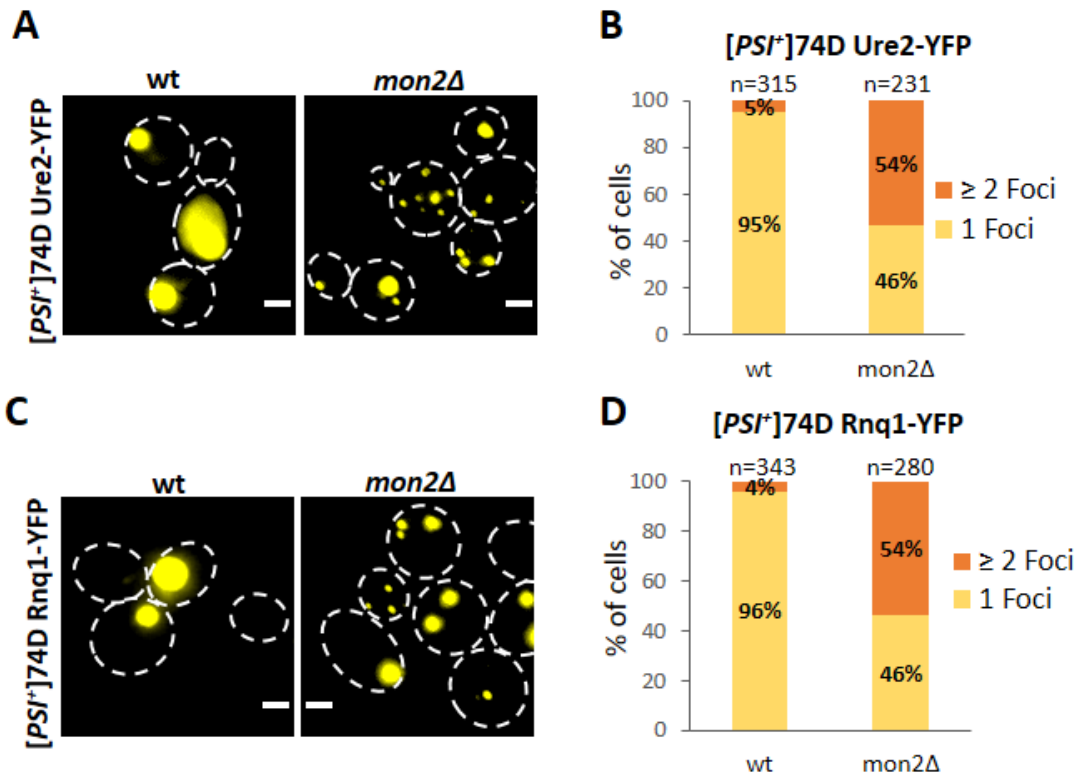 A
wt
mon2Δ
[PSI⁺]74D Ure2-YFP
B
[PSI⁺]74D Ure2-YFP
n=315
n=231
% of cells
100
80
60
40
20
0
5%
95%
54%
46%
≥ 2 Foci
1 Foci
wt
mon2Δ
C
wt
mon2Δ
[PSI⁺]74D Rnq1-YFP
D
[PSI⁺]74D Rnq1-YFP
n=343
n=280
% of cells
100
80
60
40
20
0
4%
96%
54%
46%
≥ 2 Foci
1 Foci
wt
mon2Δ